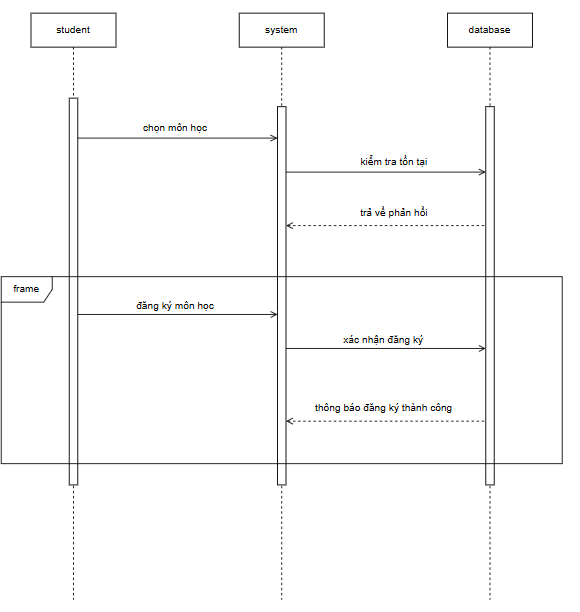 student
system
database
chọn môn học
kiểm tra tồn tại
trả về phản hồi
frame
đăng ký môn học
xác nhận đăng ký
thông báo đăng ký thành công